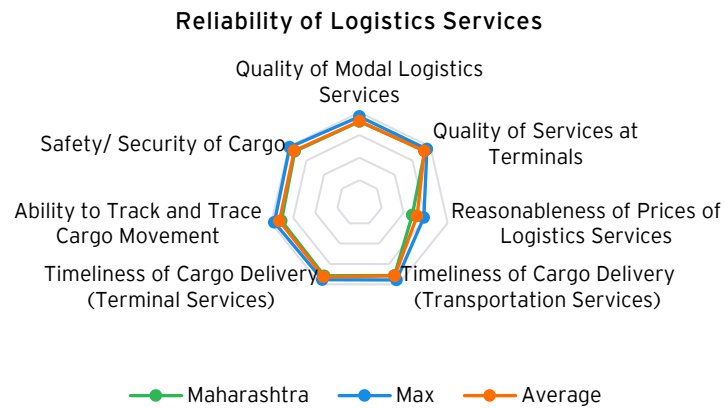 Reliability of Logistics Services
Quality of Modal Logistics
Services
Safety/ Security of Cargo
Quality of Services at
Terminals
Ability to Track and Trace
Cargo Movement
Reasonableness of Prices of
Logistics Services
Timeliness of Cargo Delivery
(Terminal Services)
Timeliness of Cargo Delivery
(Transportation Services)
Maharashtra
Max
Average